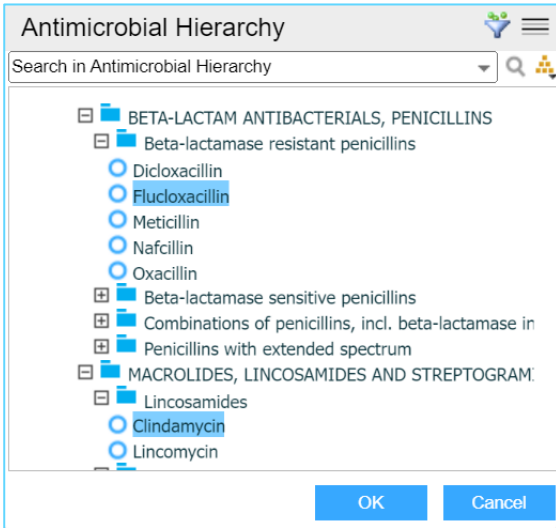 Antimicrobial Hierarchy
Search in Antimicrobial Hierarchy
BETA-LACTAM ANTIBACTERIALS, PENICILLINS
Beta-lactamase resistant penicillins
Dicloxacillin
Flucloxacillin
Meticillin
Nafcillin
Oxacillin
Beta-lactamase sensitive penicillins
Combinations of penicillins, incl. beta-lactamase in
Penicillins with extended spectrum
MACROLIDES, LINCOSAMIDES AND STREPTOGRAM
Lincosamides
Clindamycin
Lincomycin
OK Cancel